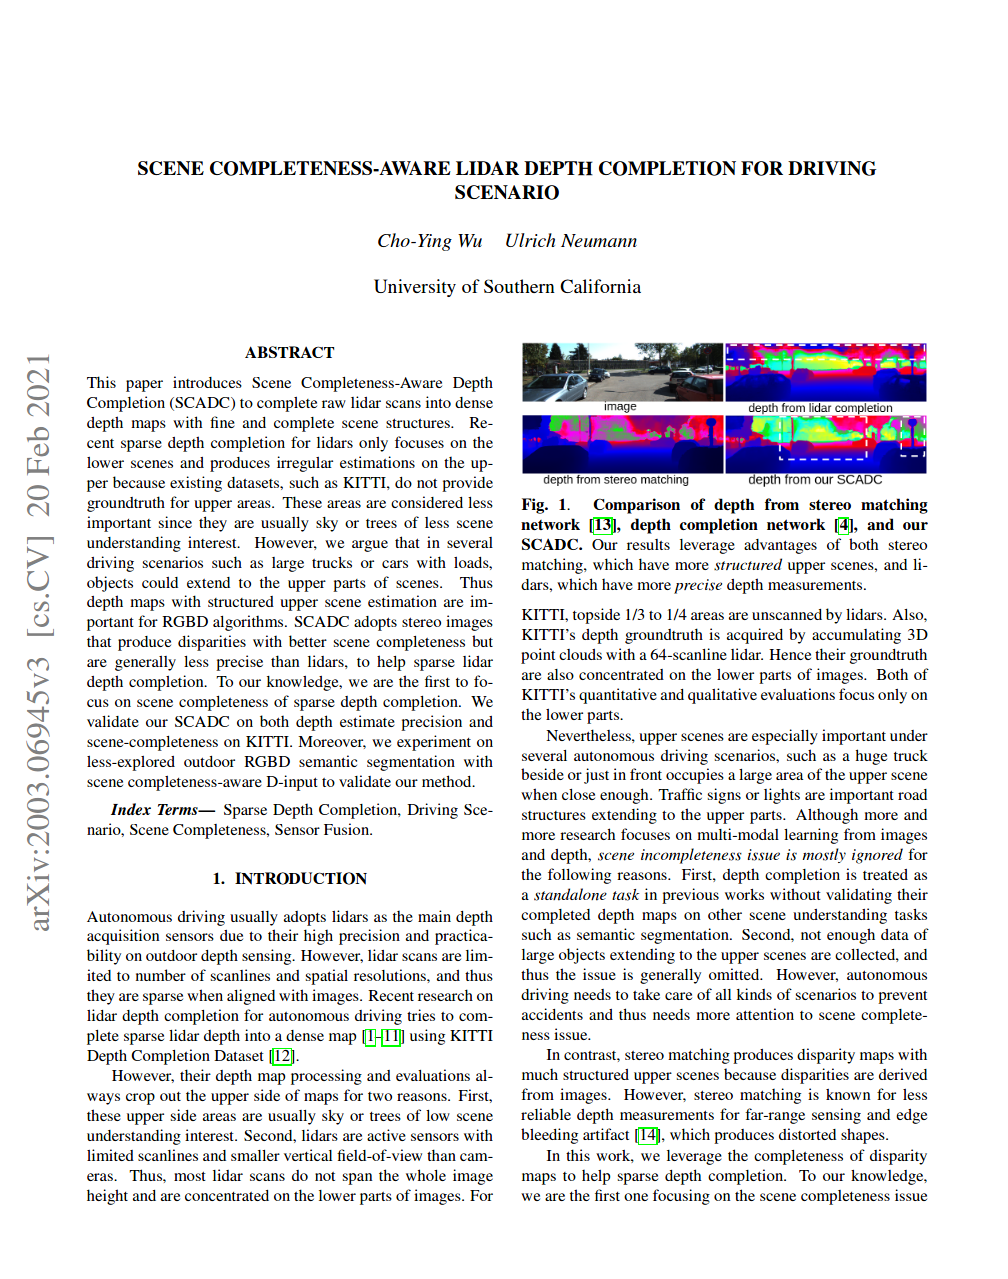 arXiv:2003.06945v3 [cs.CV] 20 Feb 2021
SCENE COMPLETENESS-AWARE LIDAR DEPTH COMPLETION FOR DRIVING
SCENARIO
Cho-Ying Wu Ulrich Neumann
University of Southern California
ABSTRACT
This paper introduces Scene Completeness-Aware Depth
Completion (SCADC) to complete raw lidar scans into dense
depth maps with fine and complete scene structures. Re-
cent sparse depth completion for lidars only focuses on the
lower scenes and produces irregular estimations on the up-
per because existing datasets, such as KITTI, do not provide
groundtruth for upper areas. These areas are considered less
important since they are usually sky or trees of less scene
understanding interest. However, we argue that in several
driving scenarios such as large trucks or cars with loads,
objects could extend to the upper parts of scenes. Thus
depth maps with structured upper scene estimation are im-
portant for RGBD algorithms. SCADC adopts stereo images
that produce disparities with better scene completeness but
are generally less precise than lidars, to help sparse lidar
depth completion. To our knowledge, we are the first to fo-
cus on scene completeness of sparse depth completion. We
validate our SCADC on both depth estimate precision and
scene-completeness on KITTI. Moreover, we experiment on
less-explored outdoor RGBD semantic segmentation with
scene completeness-aware D-input to validate our method.
Index Terms— Sparse Depth Completion, Driving Sce-
nario, Scene Completeness, Sensor Fusion.
1. INTRODUCTION
Autonomous driving usually adopts lidars as the main depth
acquisition sensors due to their high precision and practica-
bility on outdoor depth sensing. However, lidar scans are lim-
ited to number of scanlines and spatial resolutions, and thus
they are sparse when aligned with images. Recent research on
lidar depth completion for autonomous driving tries to com-
plete sparse lidar depth into a dense map [1–11] using KITTI
Depth Completion Dataset [12].
However, their depth map processing and evaluations al-
ways crop out the upper side of maps for two reasons. First,
these upper side areas are usually sky or trees of low scene
understanding interest. Second, lidars are active sensors with
limited scanlines and smaller vertical field-of-view than cam-
eras. Thus, most lidar scans do not span the whole image
height and are concentrated on the lower parts of images. For
image
depth from lidar completion
depth from stereo matching
depth from our SCADC
Fig. 1. Comparison of depth from stereo matching
network [13], depth completion network [4], and our
SCADC. Our results leverage advantages of both stereo
matching, which have more structured upper scenes, and li-
dars, which have more precise depth measurements.
KITTI, topside 1/3 to 1/4 areas are unscanned by lidars. Also,
KITTI's depth groundtruth is acquired by accumulating 3D
point clouds with a 64-scanline lidar. Hence their groundtruth
are also concentrated on the lower parts of images. Both of
KITTI's quantitative and qualitative evaluations focus only on
the lower parts.
Nevertheless, upper scenes are especially important under
several autonomous driving scenarios, such as a huge truck
beside or just in front occupies a large area of the upper scene
when close enough. Traffic signs or lights are important road
structures extending to the upper parts. Although more and
more research focuses on multi-modal learning from images
and depth, scene incompleteness issue is mostly ignored for
the following reasons. First, depth completion is treated as
a standalone task in previous works without validating their
completed depth maps on other scene understanding tasks
such as semantic segmentation. Second, not enough data of
large objects extending to the upper scenes are collected, and
thus the issue is generally omitted. However, autonomous
driving needs to take care of all kinds of scenarios to prevent
accidents and thus needs more attention to scene complete-
ness issue.
In contrast, stereo matching produces disparity maps with
much structured upper scenes because disparities are derived
from images. However, stereo matching is known for less
reliable depth measurements for far-range sensing and edge
bleeding artifact [14], which produces distorted shapes.
In this work, we leverage the completeness of disparity
maps to help sparse depth completion. To our knowledge,
we are the first one focusing on the scene completeness issue